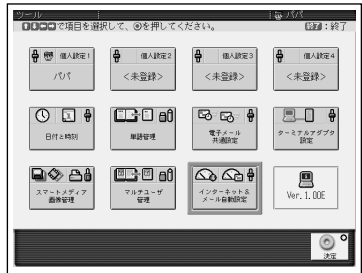 ツール
パパ
で項目を選択して、◎を押してください。
終了：終了
個人設定1
パパ
個人設定2
＜未登録＞
個人設定3
＜未登録＞
個人設定4
＜未登録＞
日付と時刻
単語管理
電子メール
共通設定
ターミナルアダプタ
設定
スマートメディア
画像管理
マルチユーザ
管理
インターネット＆
メール自動設定
Ver.1.00E
決定